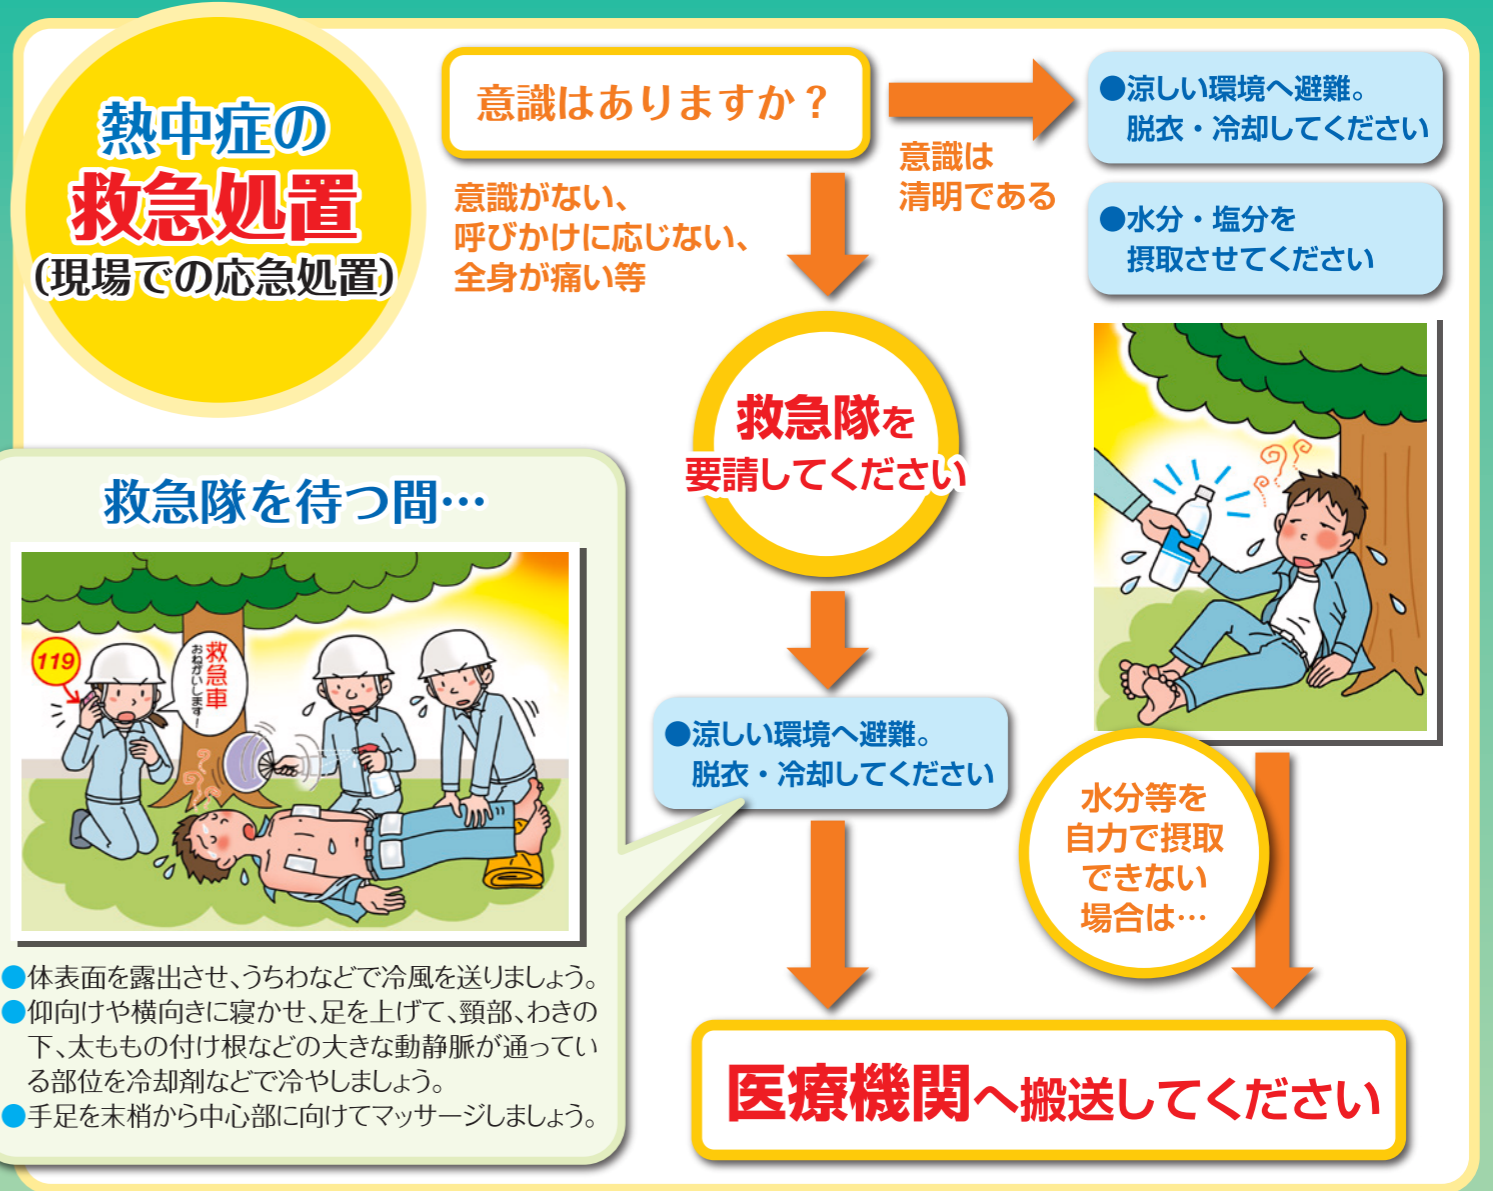 熱中症の
救急処置
(現場での応急処置)
意識はありますか？
意識は
清明である
●涼しい環境へ避難。
脱衣・冷却してください
●水分・塩分を
摂取させてください
意識がない、
呼びかけに応じない、
全身が痛い等
救急隊を
要請してください
救急隊を待つ間…
119
救急車
おねがいします！
●体表面を露出させ、うちわなどで冷風を送りましょう。
●仰向けや横向きに寝かせ、足を上げて、頸部、わきの
下、太ももの付け根などの大きな動静脈が通ってい
る部位を冷却剤などで冷やしましょう。
●手足を末梢から中心部に向けてマッサージしましょう。
●涼しい環境へ避難。
脱衣・冷却してください
水分等を
自力で摂取
できない
場合は…
医療機関へ搬送してください